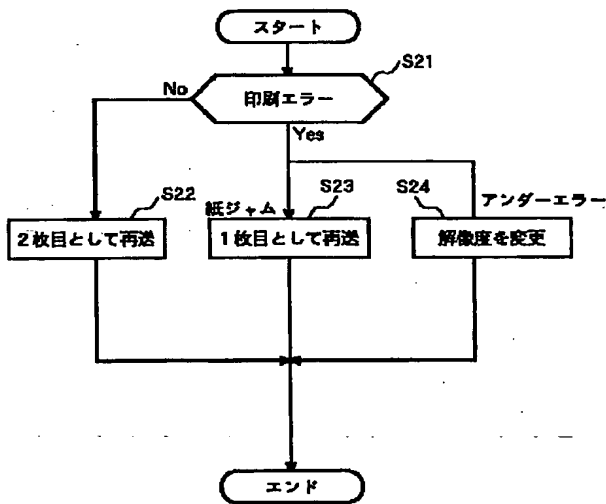 スタート
S21
印刷エラー
No
Yes
S22
S23
S24
紙ジャム
アンダーエラー
2枚目として再送
1枚目として再送
解像度を変更
エンド